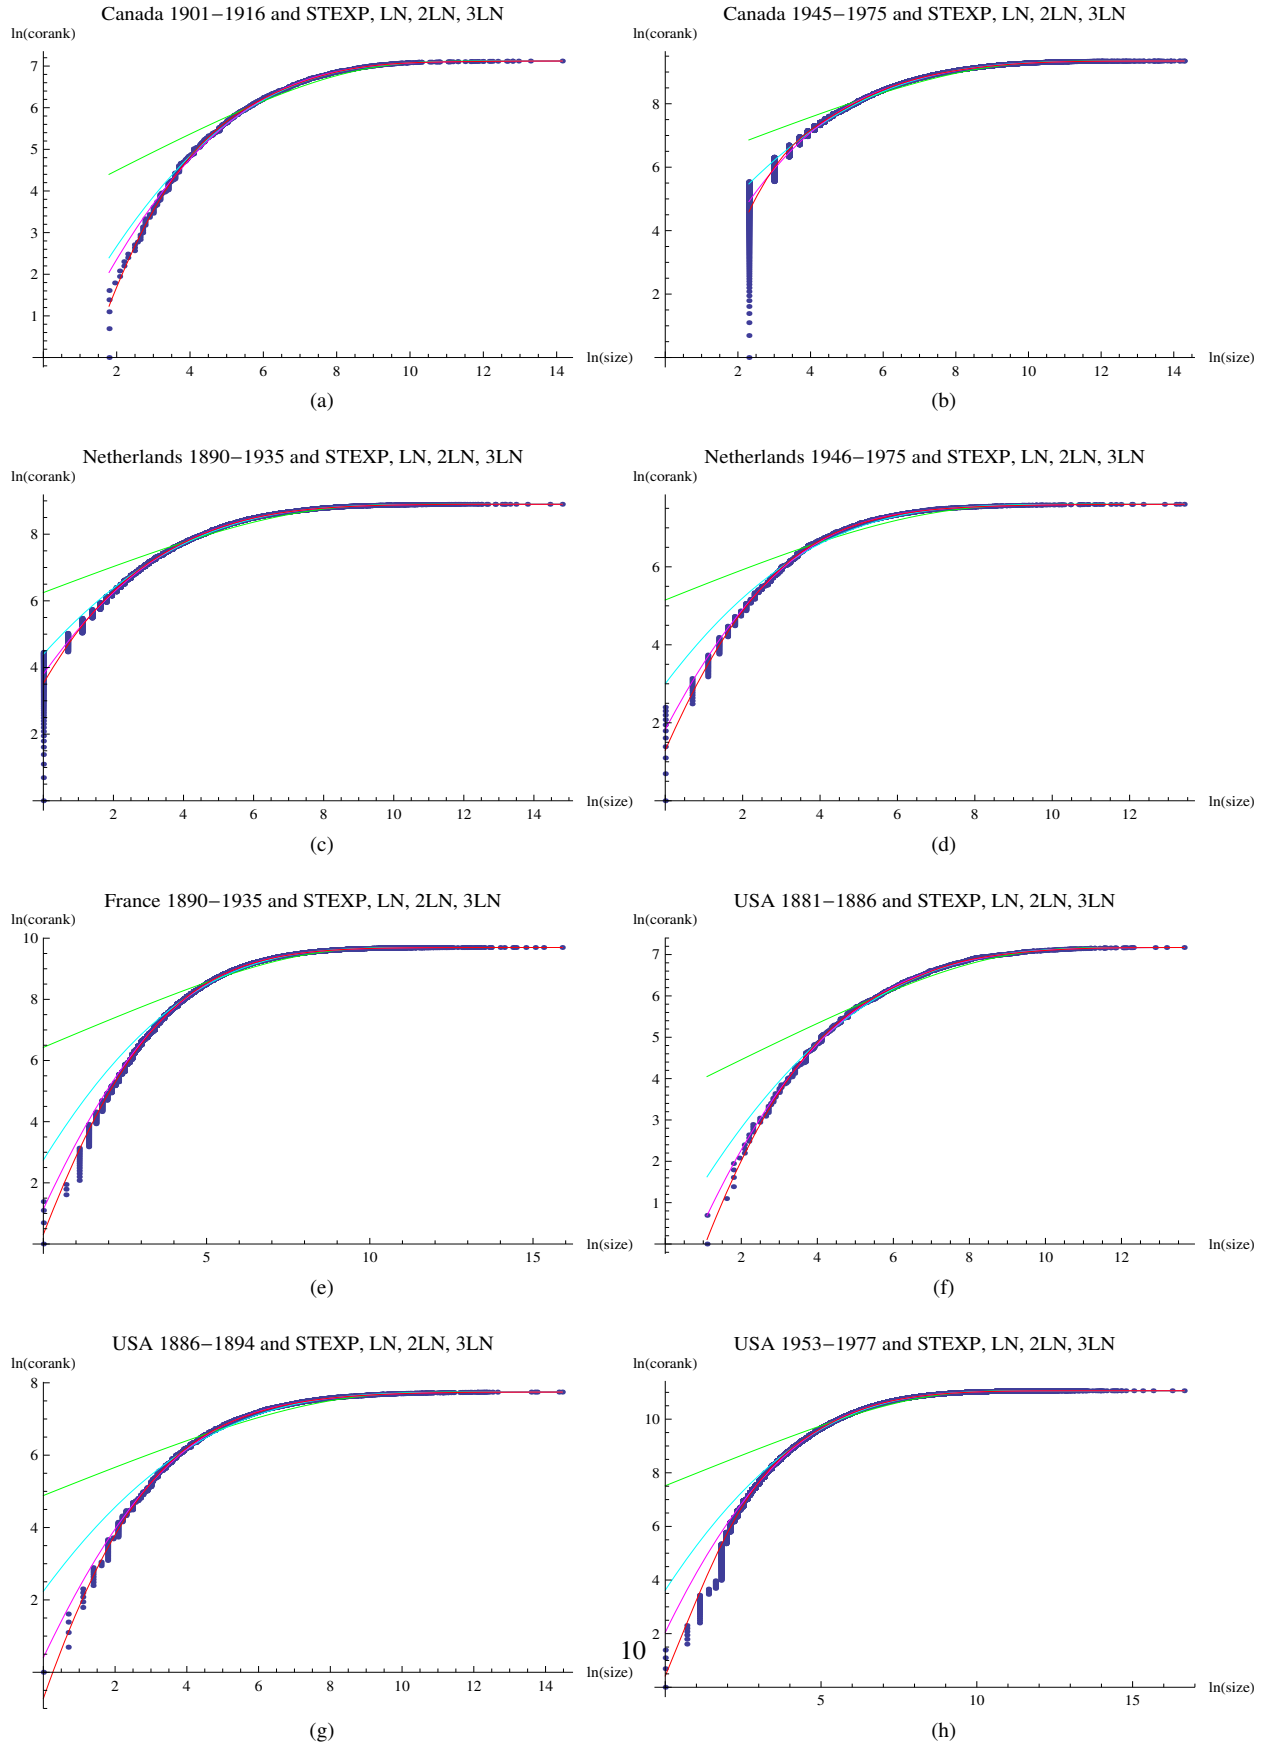 Canada 1901−1916 and STEXP, LN, 2LN, 3LN
ln(corank)
7
6
5
4
3
2
1
2 4 6 8 10 12 14
ln(size)
(a)
Canada 1945−1975 and STEXP, LN, 2LN, 3LN
ln(corank)
8
6
4
2
2 4 6 8 10 12 14
ln(size)
(b)
Netherlands 1890−1935 and STEXP, LN, 2LN, 3LN
ln(corank)
8
6
4
2
2 4 6 8 10 12 14
ln(size)
(c)
Netherlands 1946−1975 and STEXP, LN, 2LN, 3LN
ln(corank)
6
4
2
2 4 6 8 10 12
ln(size)
(d)
France 1890−1935 and STEXP, LN, 2LN, 3LN
ln(corank)
10
8
6
4
2
5 10 15
ln(size)
(e)
USA 1881−1886 and STEXP, LN, 2LN, 3LN
ln(corank)
7
6
5
4
3
2
1
2 4 6 8 10 12
ln(size)
(f)
USA 1886−1894 and STEXP, LN, 2LN, 3LN
ln(corank)
8
6
4
2
2 4 6 8 10 12 14
ln(size)
(g)
USA 1953−1977 and STEXP, LN, 2LN, 3LN
ln(corank)
10
8
6
4
2
5 10 15
ln(size)
(h)
10